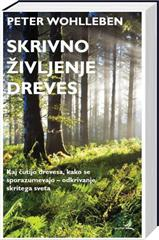 PETER WOHLLEBEN
SKRIVNO
ŽIVLJENJE
DREVES
Kaj čutijo drevesa, kako se
sporazumevajo – odkrivanje
skritega sveta